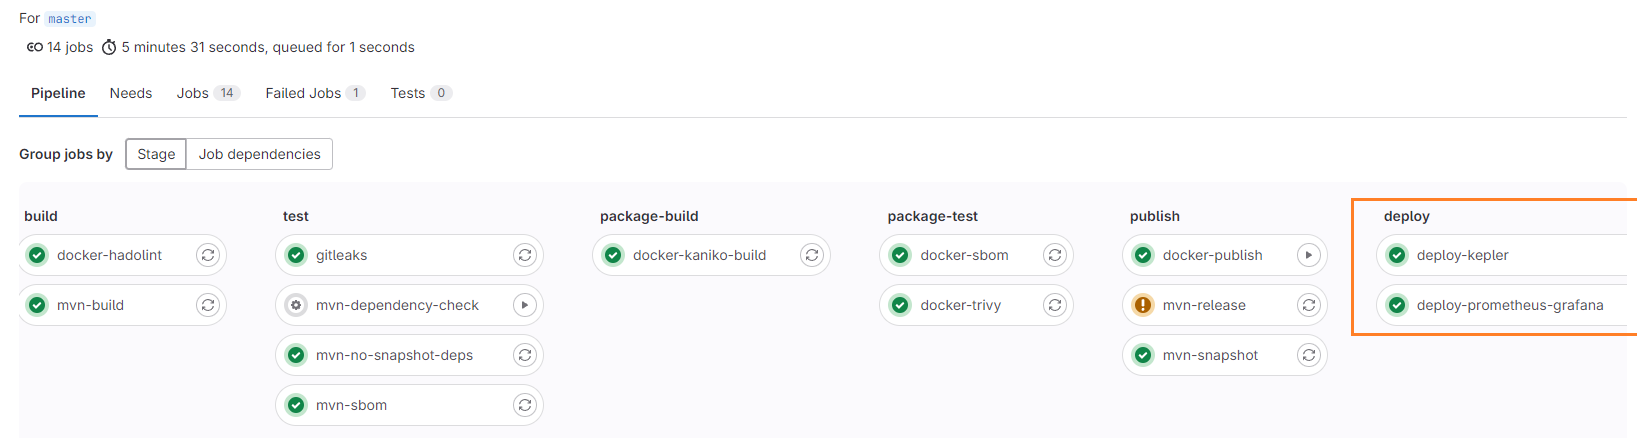 For master
14 jobs 5 minutes 31 seconds, queued for 1 seconds
Pipeline Needs Jobs 14 Failed Jobs 1 Tests 0
Group jobs by Stage Job dependencies
build
docker-hadolint
mvn-build
test
gitleaks
mvn-dependency-check
mvn-no-snapshot-deps
mvn-sbom
package-build
docker-kaniko-build
package-test
docker-sbom
docker-trivy
publish
docker-publish
mvn-release
mvn-snapshot
deploy
deploy-kepler
deploy-prometheus-grafana